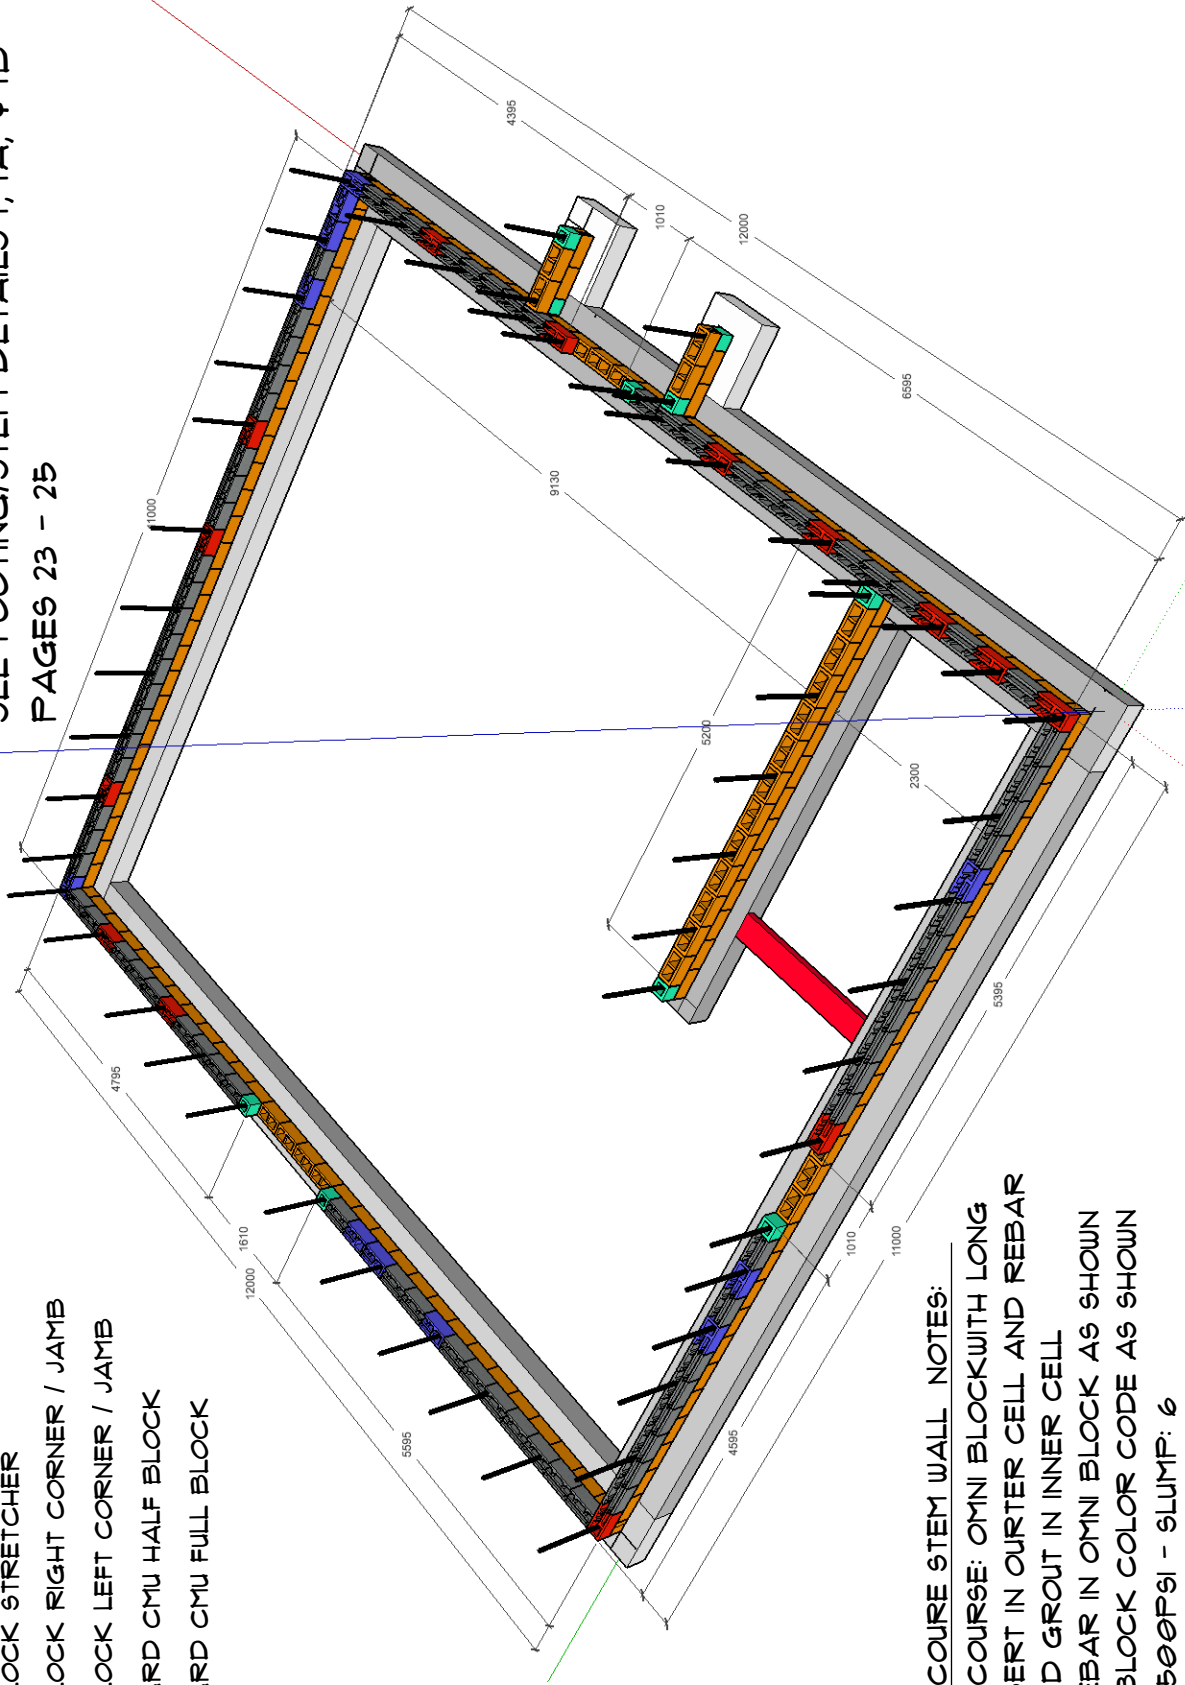 PAGES 23 - 25
OCK STRETCHER
OCK RIGHT CORNER / JAMB
OCK LEFT CORNER / JAMB
RD CMU HALF BLOCK
RD CMU FULL BLOCK
COURE STEM WALL NOTES:
COURSE: OMNI BLOCKWITH LONG
ERT IN OURTER CELL AND REBAR
D GROUT IN INNER CELL
EBAR IN OMNI BLOCK AS SHOWN
BLOCK COLOR CODE AS SHOWN
500PSI - SLUMP: 6
11000
4395
1010
12000
6595
9130
5200
2300
5395
1010
11000
4595
4795
1610
12000
5595